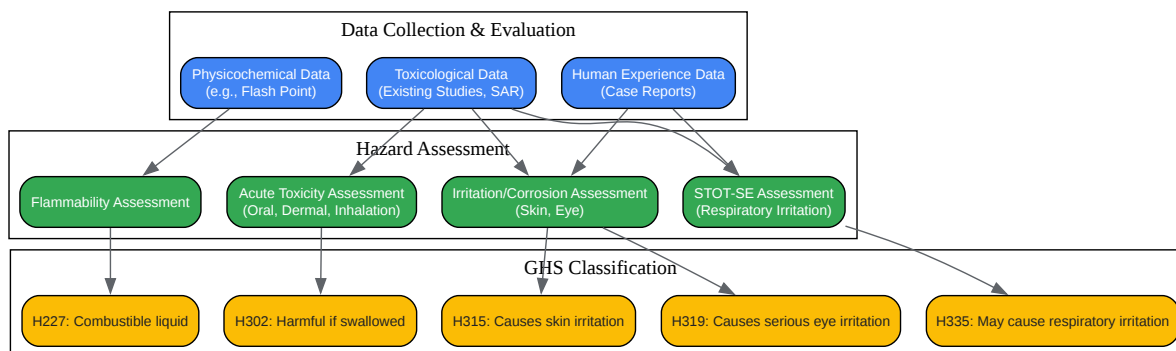 Data Collection & Evaluation
Physicochemical Data
(e.g., Flash Point)
Toxicological Data
(Existing Studies, SAR)
Human Experience Data
(Case Reports)
Hazard Assessment
Flammability Assessment
Acute Toxicity Assessment
(Oral, Dermal, Inhalation)
Irritation/Corrosion Assessment
(Skin, Eye)
STOT-SE Assessment
(Respiratory Irritation)
GHS Classification
H227: Combustible liquid
H302: Harmful if swallowed
H315: Causes skin irritation
H319: Causes serious eye irritation
H335: May cause respiratory irritation